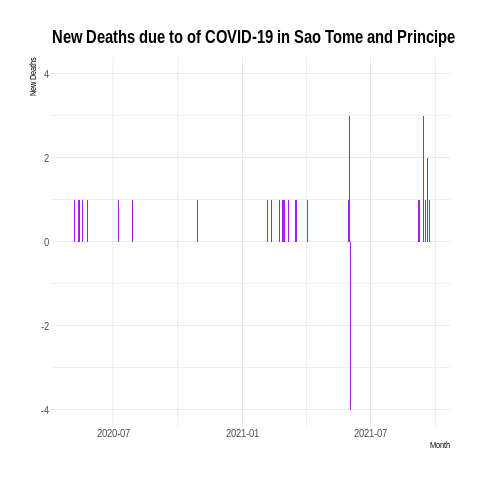 New Deaths due to of COVID-19 in Sao Tome and Principe
New Deaths
4
2
0
-2
-4
2020-07
2021-01
2021-07
Month